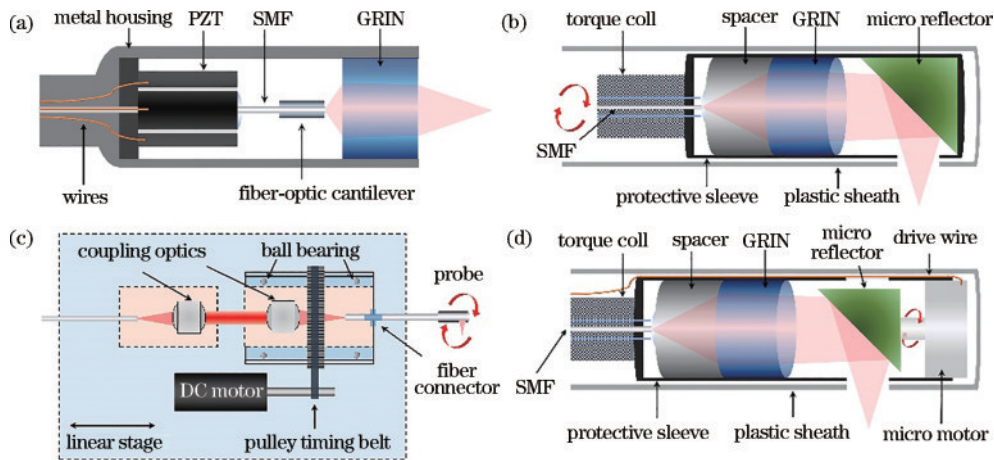 (a)
metal housing
PZT
SMF
GRIN
wires
fiber-optic cantilever
(b)
torque coll
spacer
GRIN
micro reflector
SMF
protective sleeve
plastic sheath
(c)
coupling optics
ball bearing
probe
fiber
connector
DC motor
linear stage
pulley timing belt
(d)
torque coll
spacer
GRIN
micro
reflector
drive wire
SMF
protective sleeve
plastic sheath
micro motor